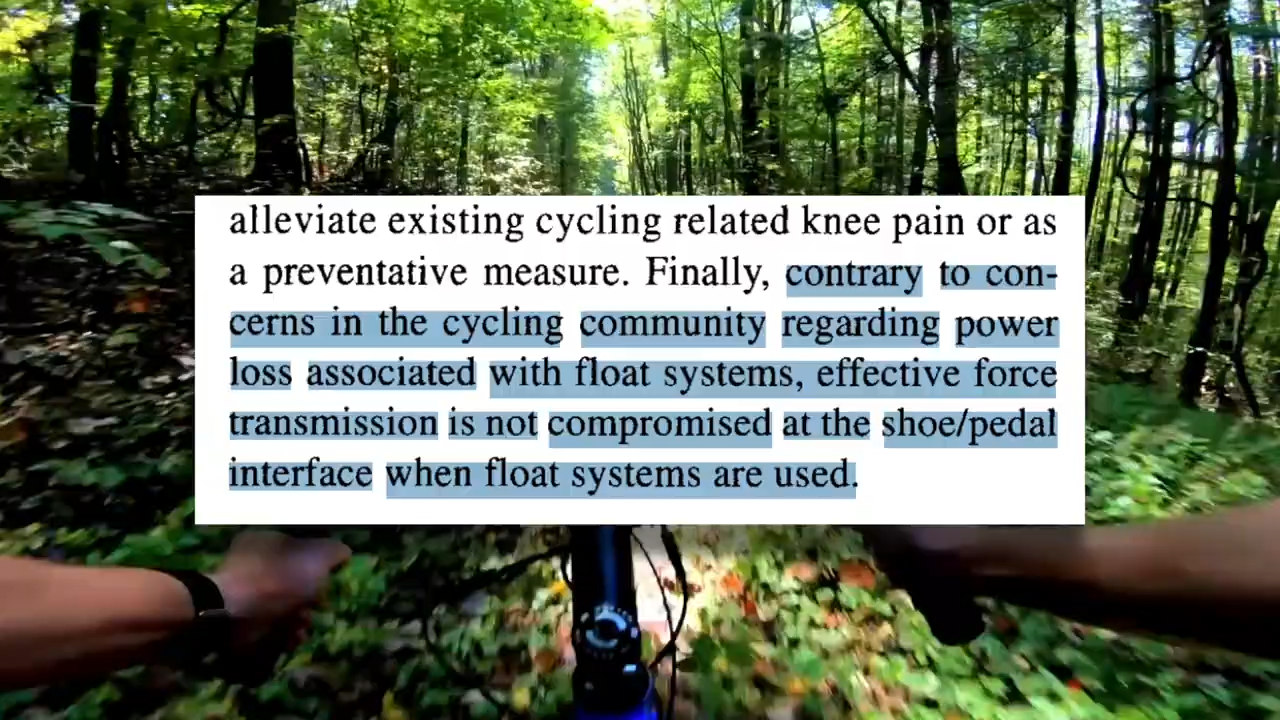 alleviate existing cycling related knee pain or as
a preventative measure. Finally, contrary to con-
cerns in the cycling community regarding power
loss associated with float systems, effective force
transmission is not compromised at the shoe/pedal
interface when float systems are used.